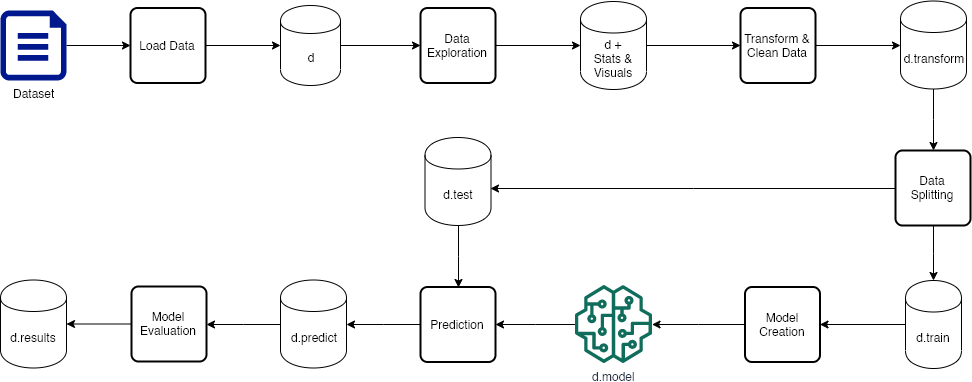 Dataset
Load Data
d
Data
Exploration
d +
Stats &
Visuals
Transform &
Clean Data
d.transform
Data
Splitting
d.test
d.train
Model
Creation
d.model
Prediction
d.predict
Model
Evaluation
d.results